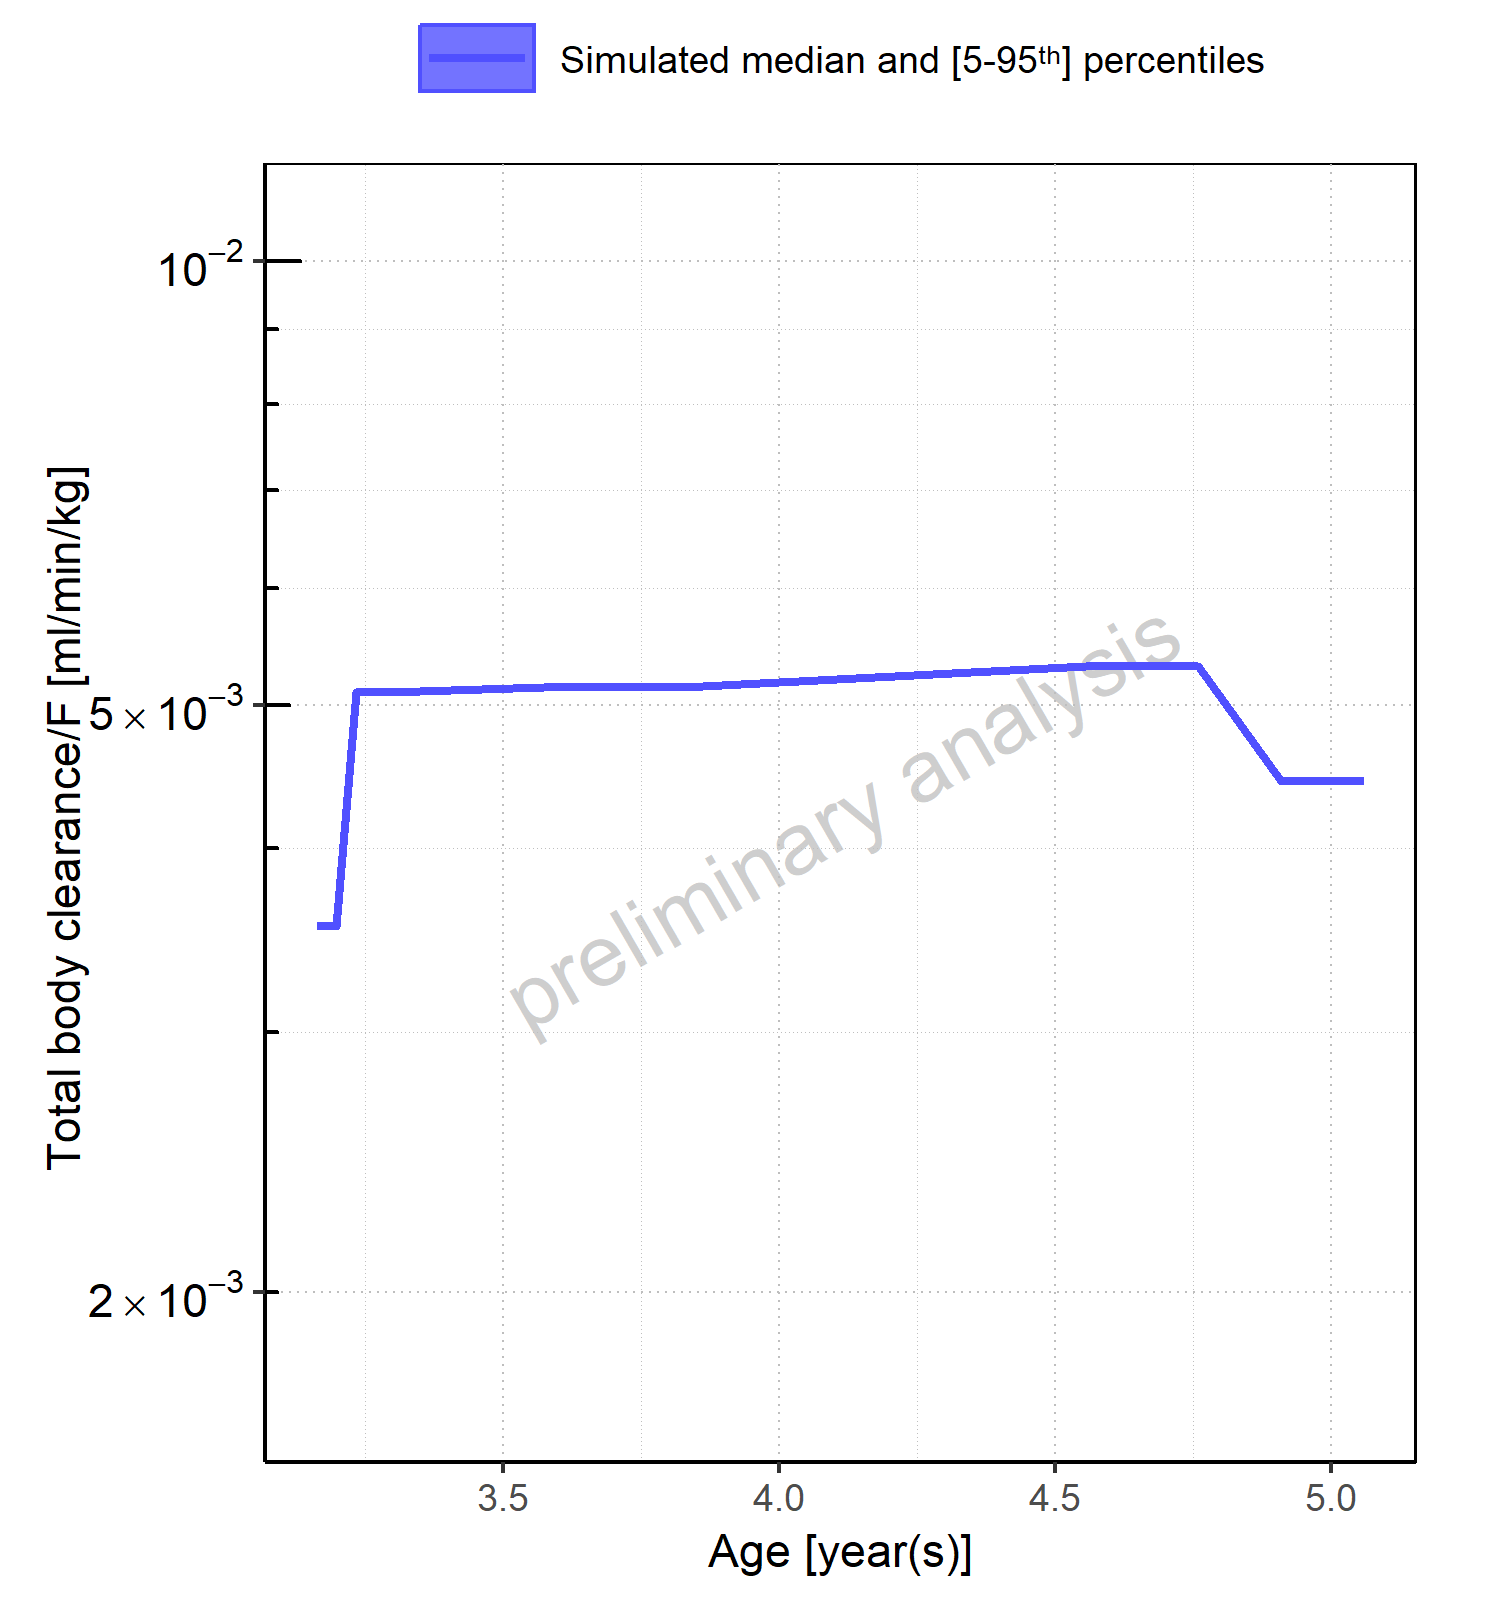 Simulated median and [5-95ᵗʰ] percentiles
10⁻²
5 × 10⁻³
2 × 10⁻³
Total body clearance/F [ml/min/kg]
preliminary analysis
3.5 4.0 4.5 5.0
Age [year(s)]